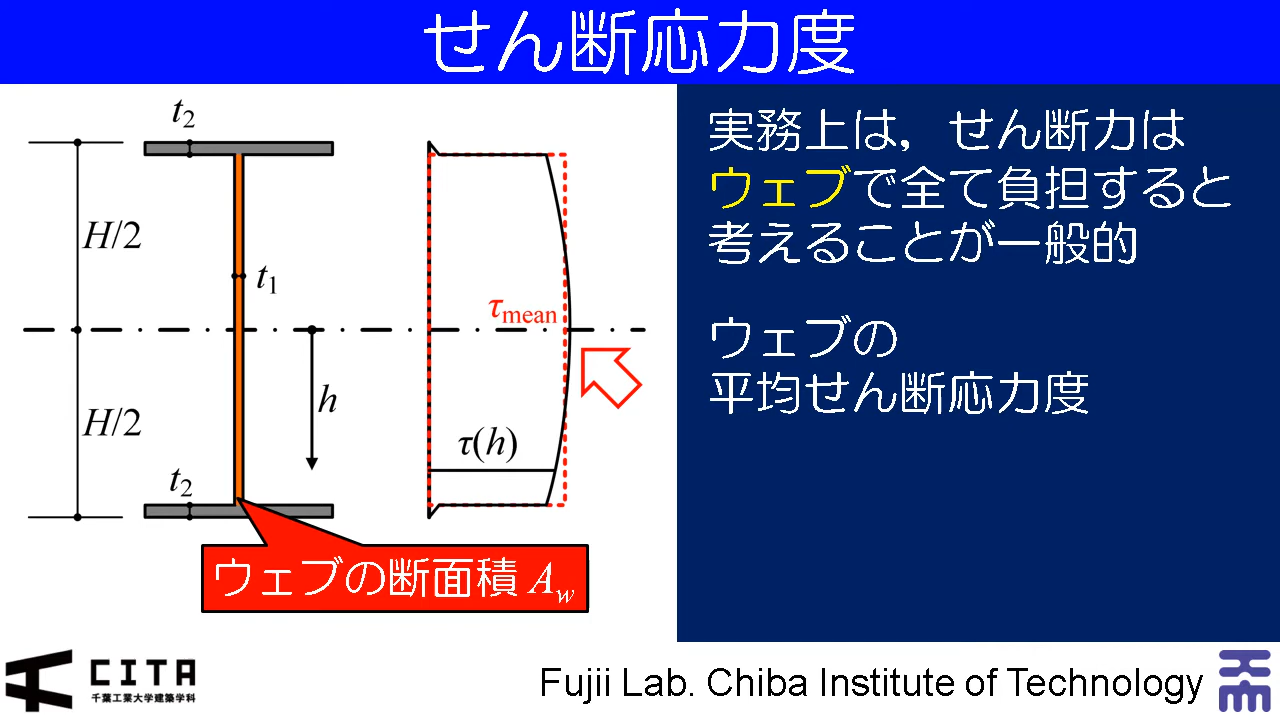 せん断応力度
t2
H/2
t1
τmean
h
H/2
τ(h)
t2
ウェブの断面積 Aw
実務上は，せん断力は
ウェブで全て負担すると
考えることが一般的
ウェブの
平均せん断応力度
CITA
千葉工業大学建築学科
Fujii Lab. Chiba Institute of Technology